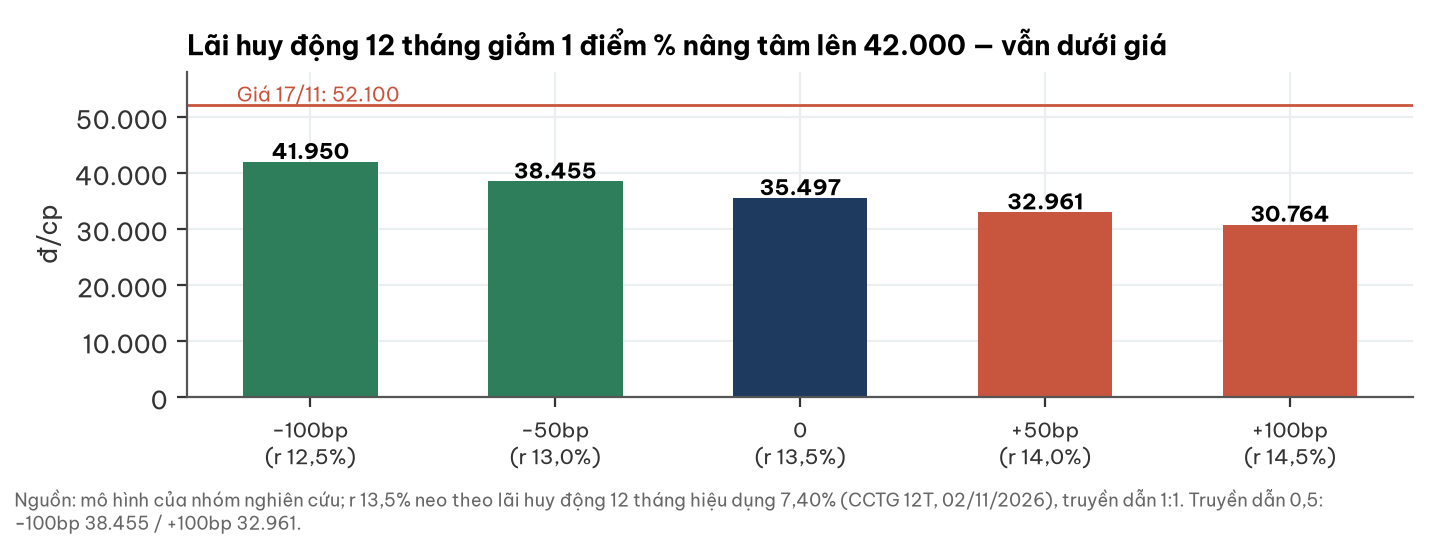 Lãi huy động 12 tháng giảm 1 điểm % nâng tâm lên 42.000 – vẫn dưới giá
Giá 17/11: 52.100
50.000
40.000
30.000
20.000
10.000
0
đ/cp
41.950
38.455
35.497
32.961
30.764
−100bp
(r 12,5%)
−50bp
(r 13,0%)
0
(r 13,5%)
+50bp
(r 14,0%)
+100bp
(r 14,5%)
Nguồn: mô hình của nhóm nghiên cứu; r 13,5% neo theo lãi huy động 12 tháng hiệu dụng 7,40% (CCTG 12T, 02/11/2026), truyền dẫn 1:1. Truyền dẫn 0,5:
−100bp 38.455 / +100bp 32.961.